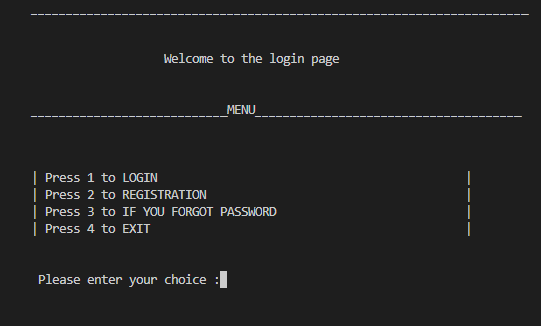 Welcome to the login page
____________________________MENU______________________________________
| Press 1 to LOGIN |
| Press 2 to REGISTRATION |
| Press 3 to IF YOU FORGOT PASSWORD |
| Press 4 to EXIT |
Please enter your choice :